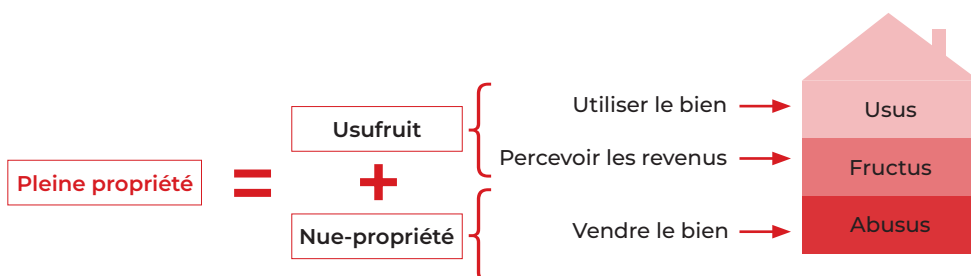 Pleine propriété
=
Usufruit
+
Nue-propriété
Utiliser le bien
Percevoir les revenus
Vendre le bien
Usus
Fructus
Abusus